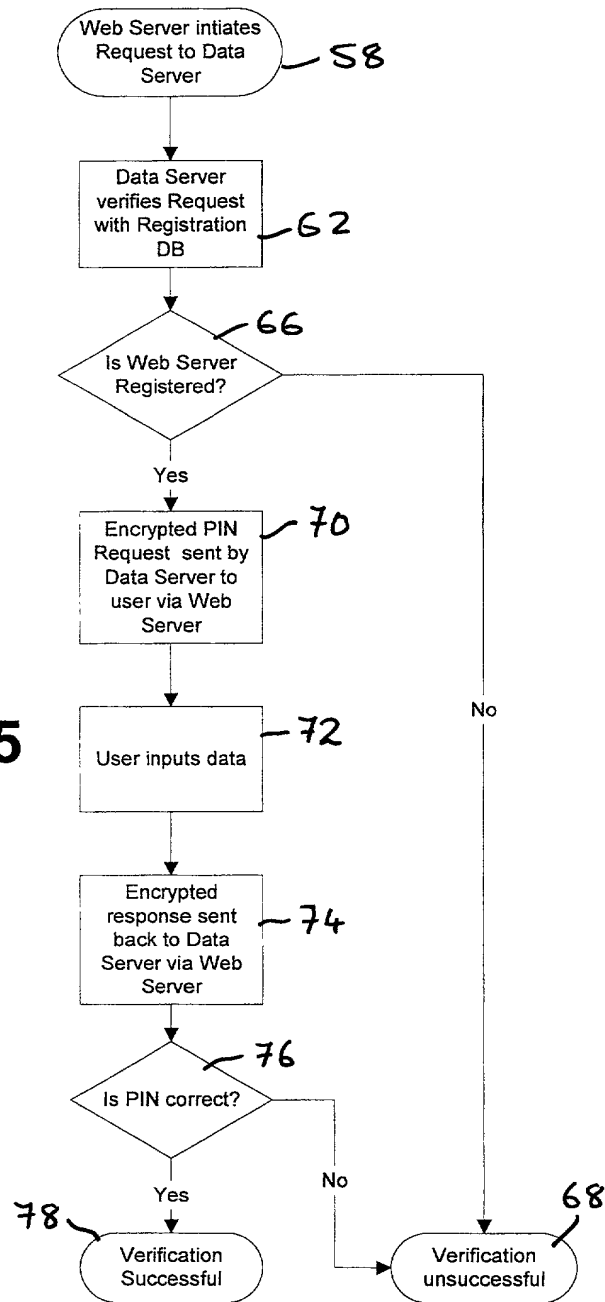 Web Server intiates
Request to Data
Server
58
Data Server
verifies Request
with Registration
DB
62
66
Is Web Server
Registered?
Yes
No
70
Encrypted PIN
Request sent by
Data Server to
user via Web
Server
5
72
User inputs data
74
Encrypted
response sent
back to Data
Server via Web
Server
76
Is PIN correct?
Yes
No
78
Verification
Successful
68
Verification
unsuccessful